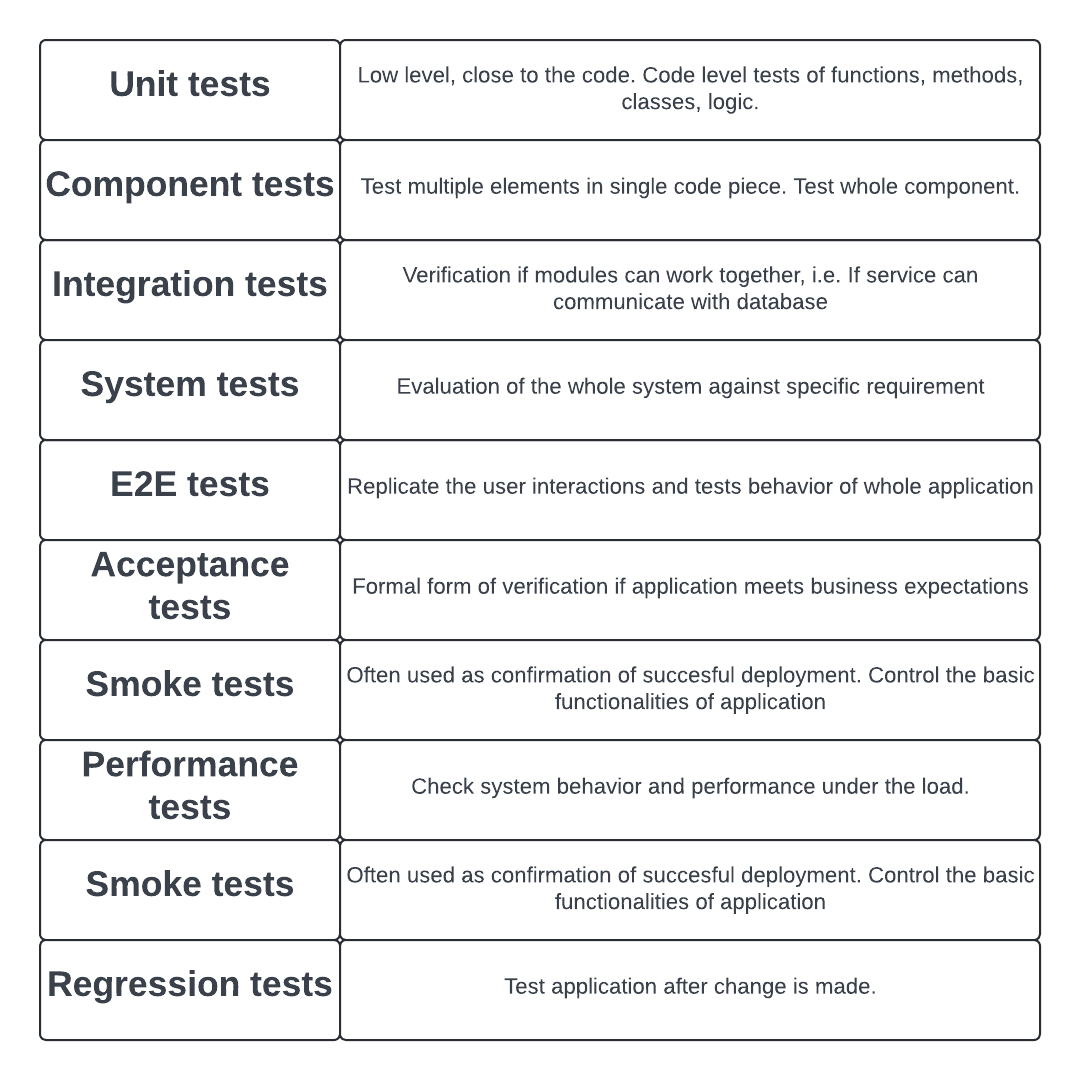 Unit tests
Low level, close to the code. Code level tests of functions, methods,
classes, logic.
Component tests
Test multiple elements in single code piece. Test whole component.
Integration tests
Verification if modules can work together, i.e. If service can
communicate with database
System tests
Evaluation of the whole system against specific requirement
E2E tests
Replicate the user interactions and tests behavior of whole application
Acceptance
tests
Formal form of verification if application meets business expectations
Smoke tests
Often used as confirmation of succesful deployment. Control the basic
functionalities of application
Performance
tests
Check system behavior and performance under the load.
Smoke tests
Often used as confirmation of succesful deployment. Control the basic
functionalities of application
Regression tests
Test application after change is made.